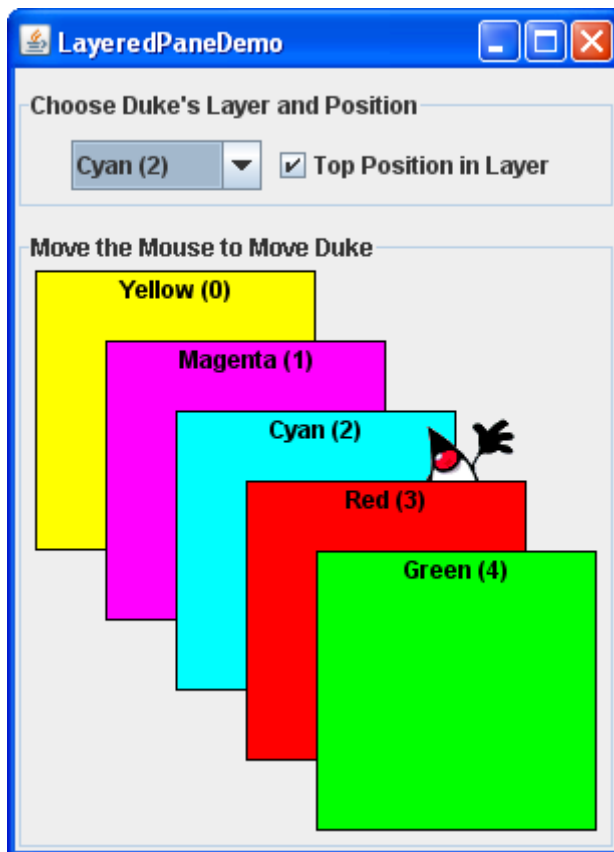 LayeredPaneDemo
Choose Duke's Layer and Position
Cyan (2)
Top Position in Layer
Move the Mouse to Move Duke
Yellow (0)
Magenta (1)
Cyan (2)
Red (3)
Green (4)